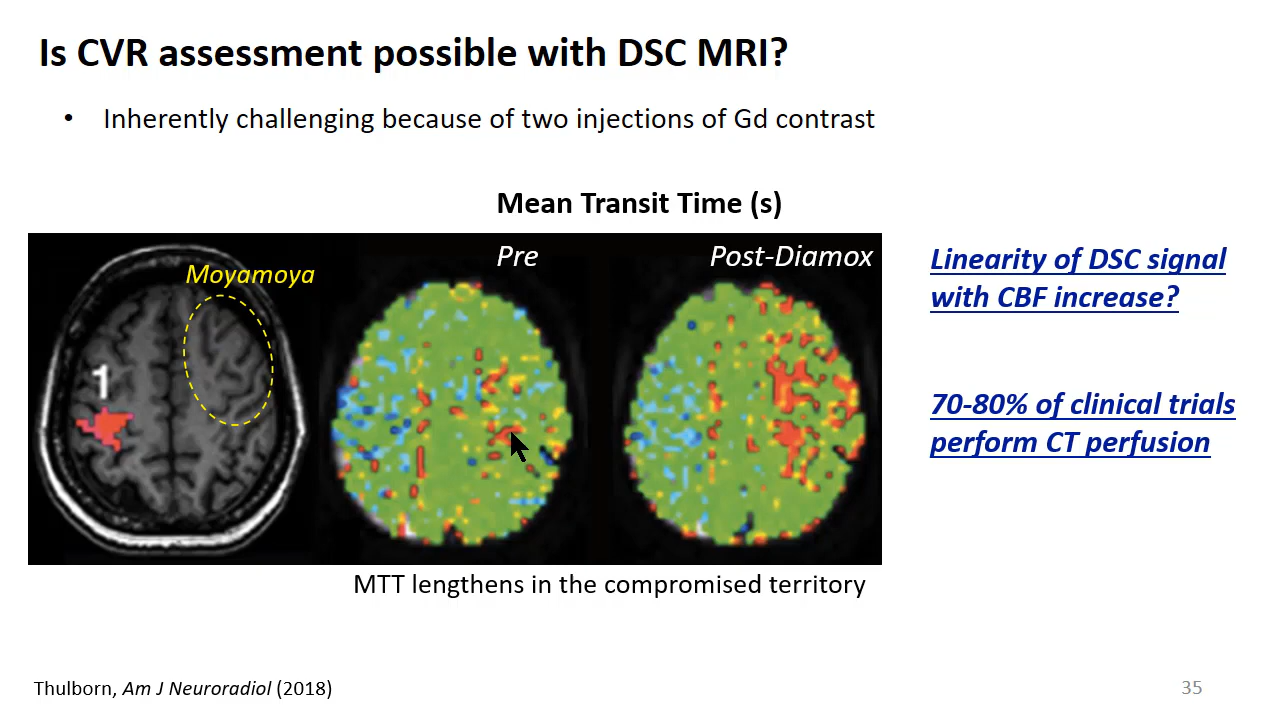 Is CVR assessment possible with DSC MRI?
• Inherently challenging because of two injections of Gd contrast
Mean Transit Time (s)
Moyamoya
Pre
Post-Diamox
1
Linearity of DSC signal
with CBF increase?
70-80% of clinical trials
perform CT perfusion
MTT lengthens in the compromised territory
Thulborn, Am J Neuroradiol (2018)
35